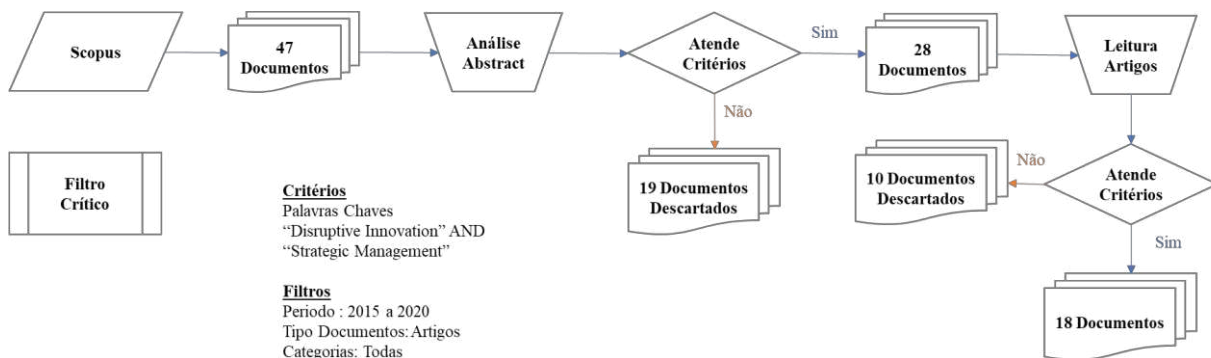 Scopus
47
Documentos
Análise
Abstract
Atende
Critérios
Sim
28
Documentos
Leitura
Artigos
Não
19 Documentos
Descartados
Não
10 Documentos
Descartados
Atende
Critérios
Sim
18 Documentos
Filtro
Crítico
Critérios
Palavras Chaves
“Disruptive Innovation” AND
“Strategic Management”
Filtros
Periodo : 2015 a 2020
Tipo Documentos: Artigos
Categorias: Todas